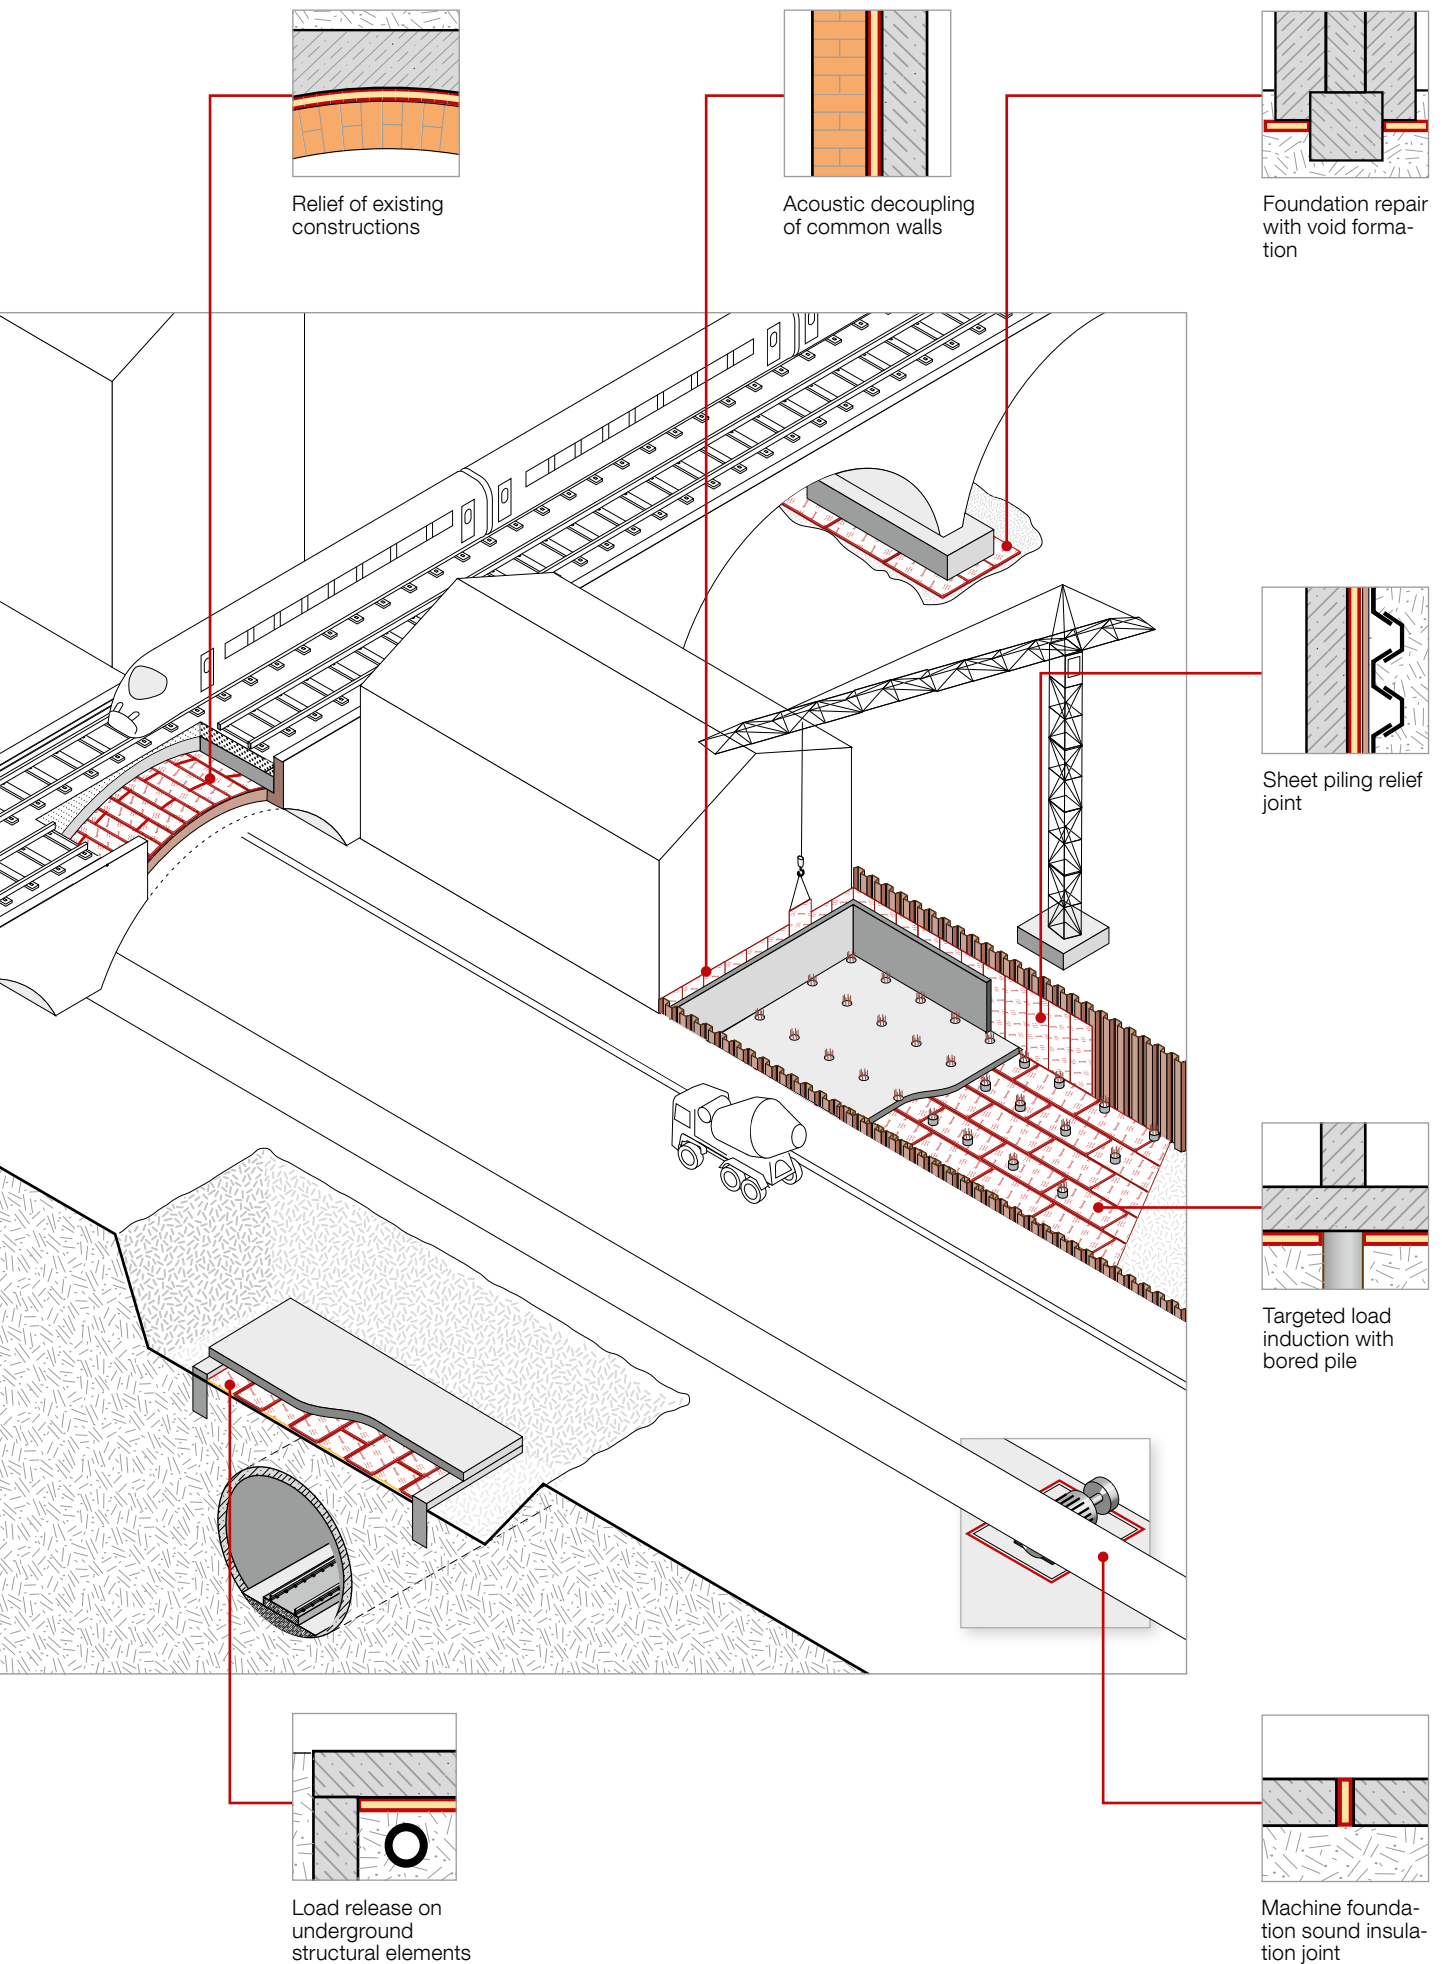 Relief of existing
constructions
Acoustic decoupling
of common walls
Foundation repair
with void forma-
tion
Sheet piling relief
joint
Targeted load
induction with
bored pile
Load release on
underground
structural elements
Machine founda-
tion sound insula-
tion joint